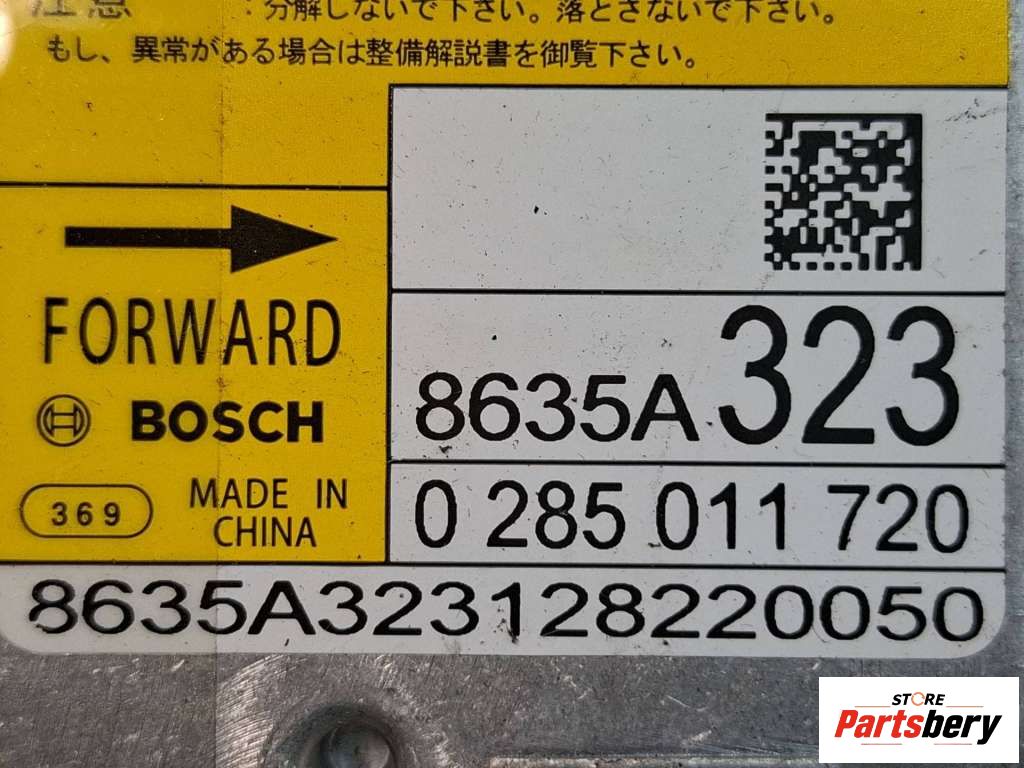 注意 :分解しないで下さい。落とさないで下さい。
もし、異常がある場合は整備解説書を御覧下さい。
FORWARD
BOSCH
369
MADE IN
CHINA
8635A323
0 285 011 720
8635A323128220050
STORE
Partsbery